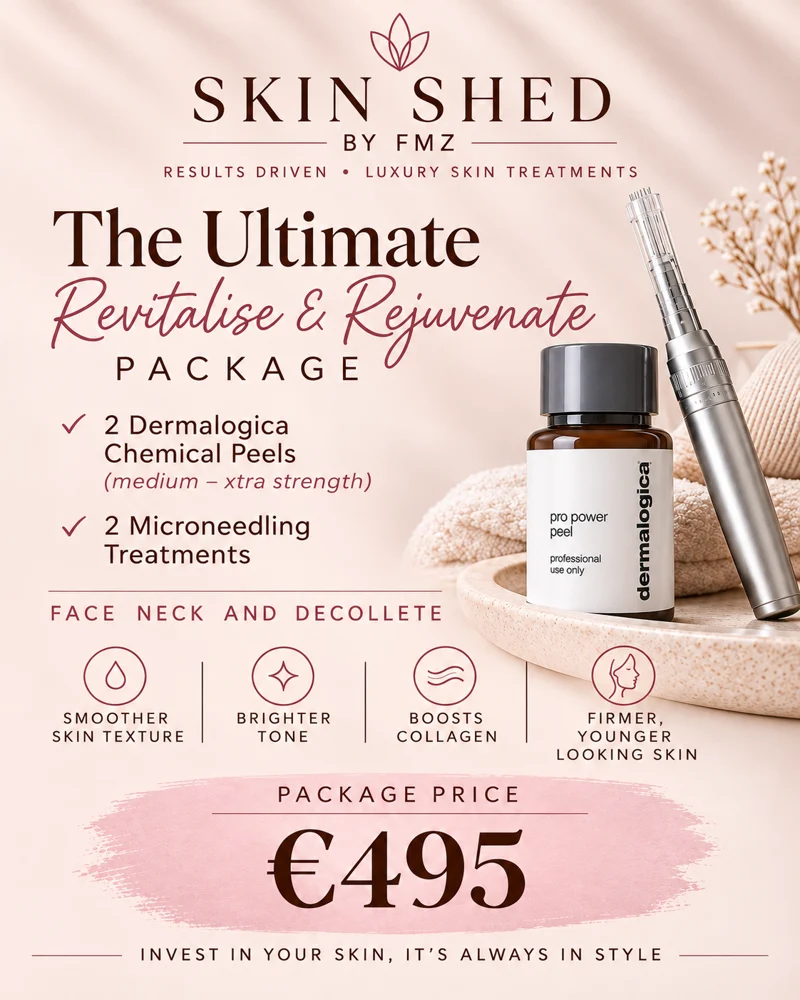 SKIN SHED
BY FMZ
RESULTS DRIVEN • LUXURY SKIN TREATMENTS
The Ultimate
Revitalise & Rejuvenate
PACKAGE
2 Dermalogica
Chemical Peels
(medium – xtra strength)
2 Microneedling
Treatments
pro power
peel
professional
use only
dermalogica
FACE NECK AND DECOLLETE
SMOOTHER
SKIN TEXTURE
BRIGHTER
TONE
BOOSTS
COLLAGEN
FIRMER,
YOUNGER
LOOKING SKIN
PACKAGE PRICE
€495
INVEST IN YOUR SKIN, IT'S ALWAYS IN STYLE